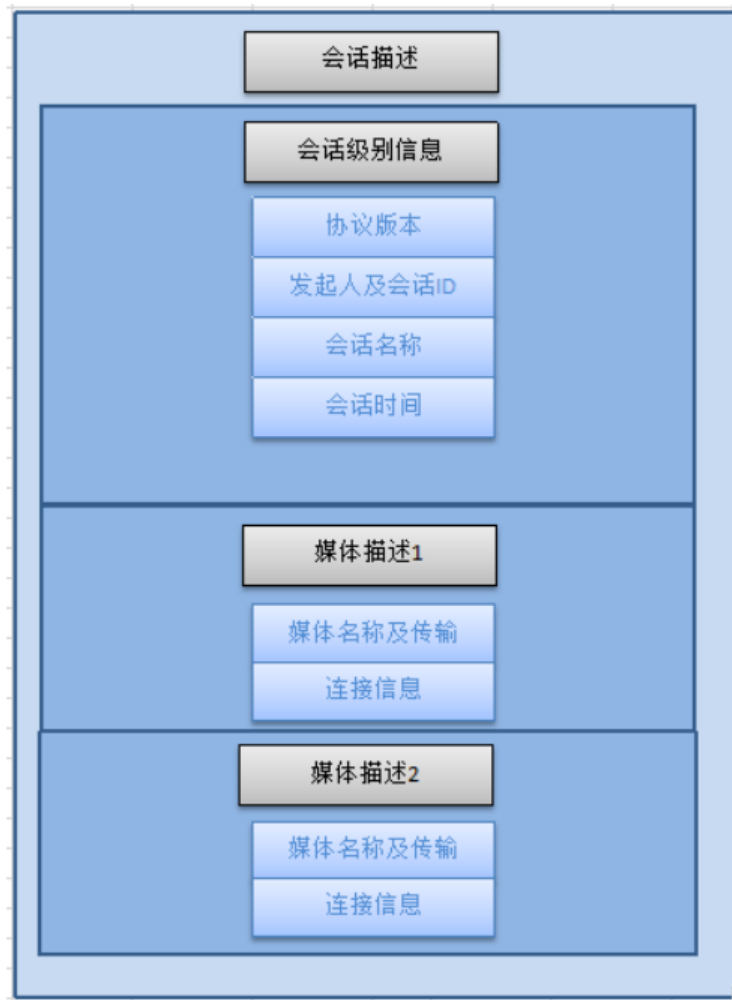 会话描述
会话级别信息
协议版本
发起人及会话ID
会话名称
会话时间
媒体描述1
媒体名称及传输
连接信息
媒体描述2
媒体名称及传输
连接信息